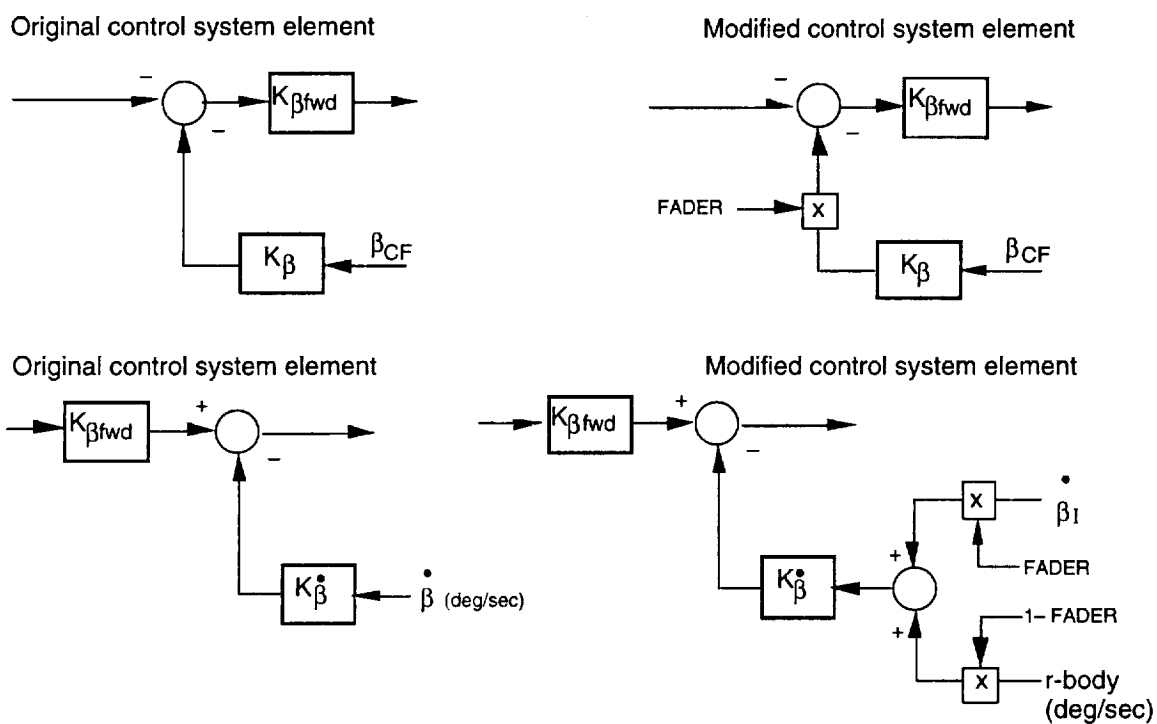 Original control system element
Modified control system element
−
−
Kβfwd
Kβfwd
−
−
FADER
x
Kβ
βCF
Kβ
βCF
Original control system element
Modified control system element
Kβfwd
+
−
Kβfwd
+
−
x
β̇I
Kβ̇
β̇ (deg/sec)
Kβ̇
+
FADER
+
1– FADER
x
r-body
(deg/sec)